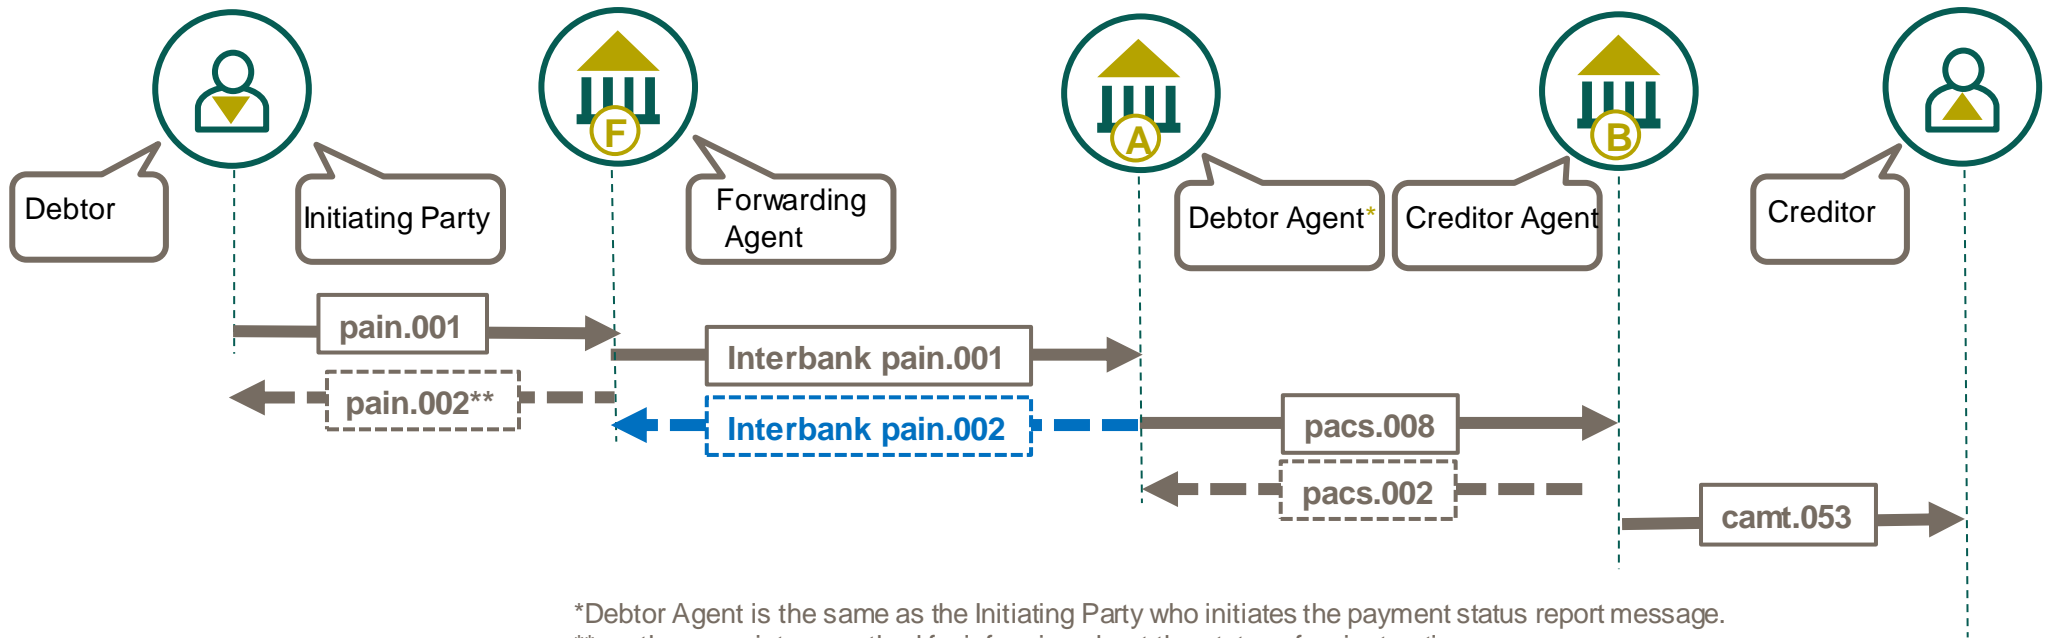 F
A
B
Debtor
Initiating Party
Forwarding
Agent
Debtor Agent*
Creditor Agent
Creditor
pain.001
Interbank pain.001
pain.002**
Interbank pain.002
pacs.008
pacs.002
camt.053
*Debtor Agent is the same as the Initiating Party who initiates the payment status report message.